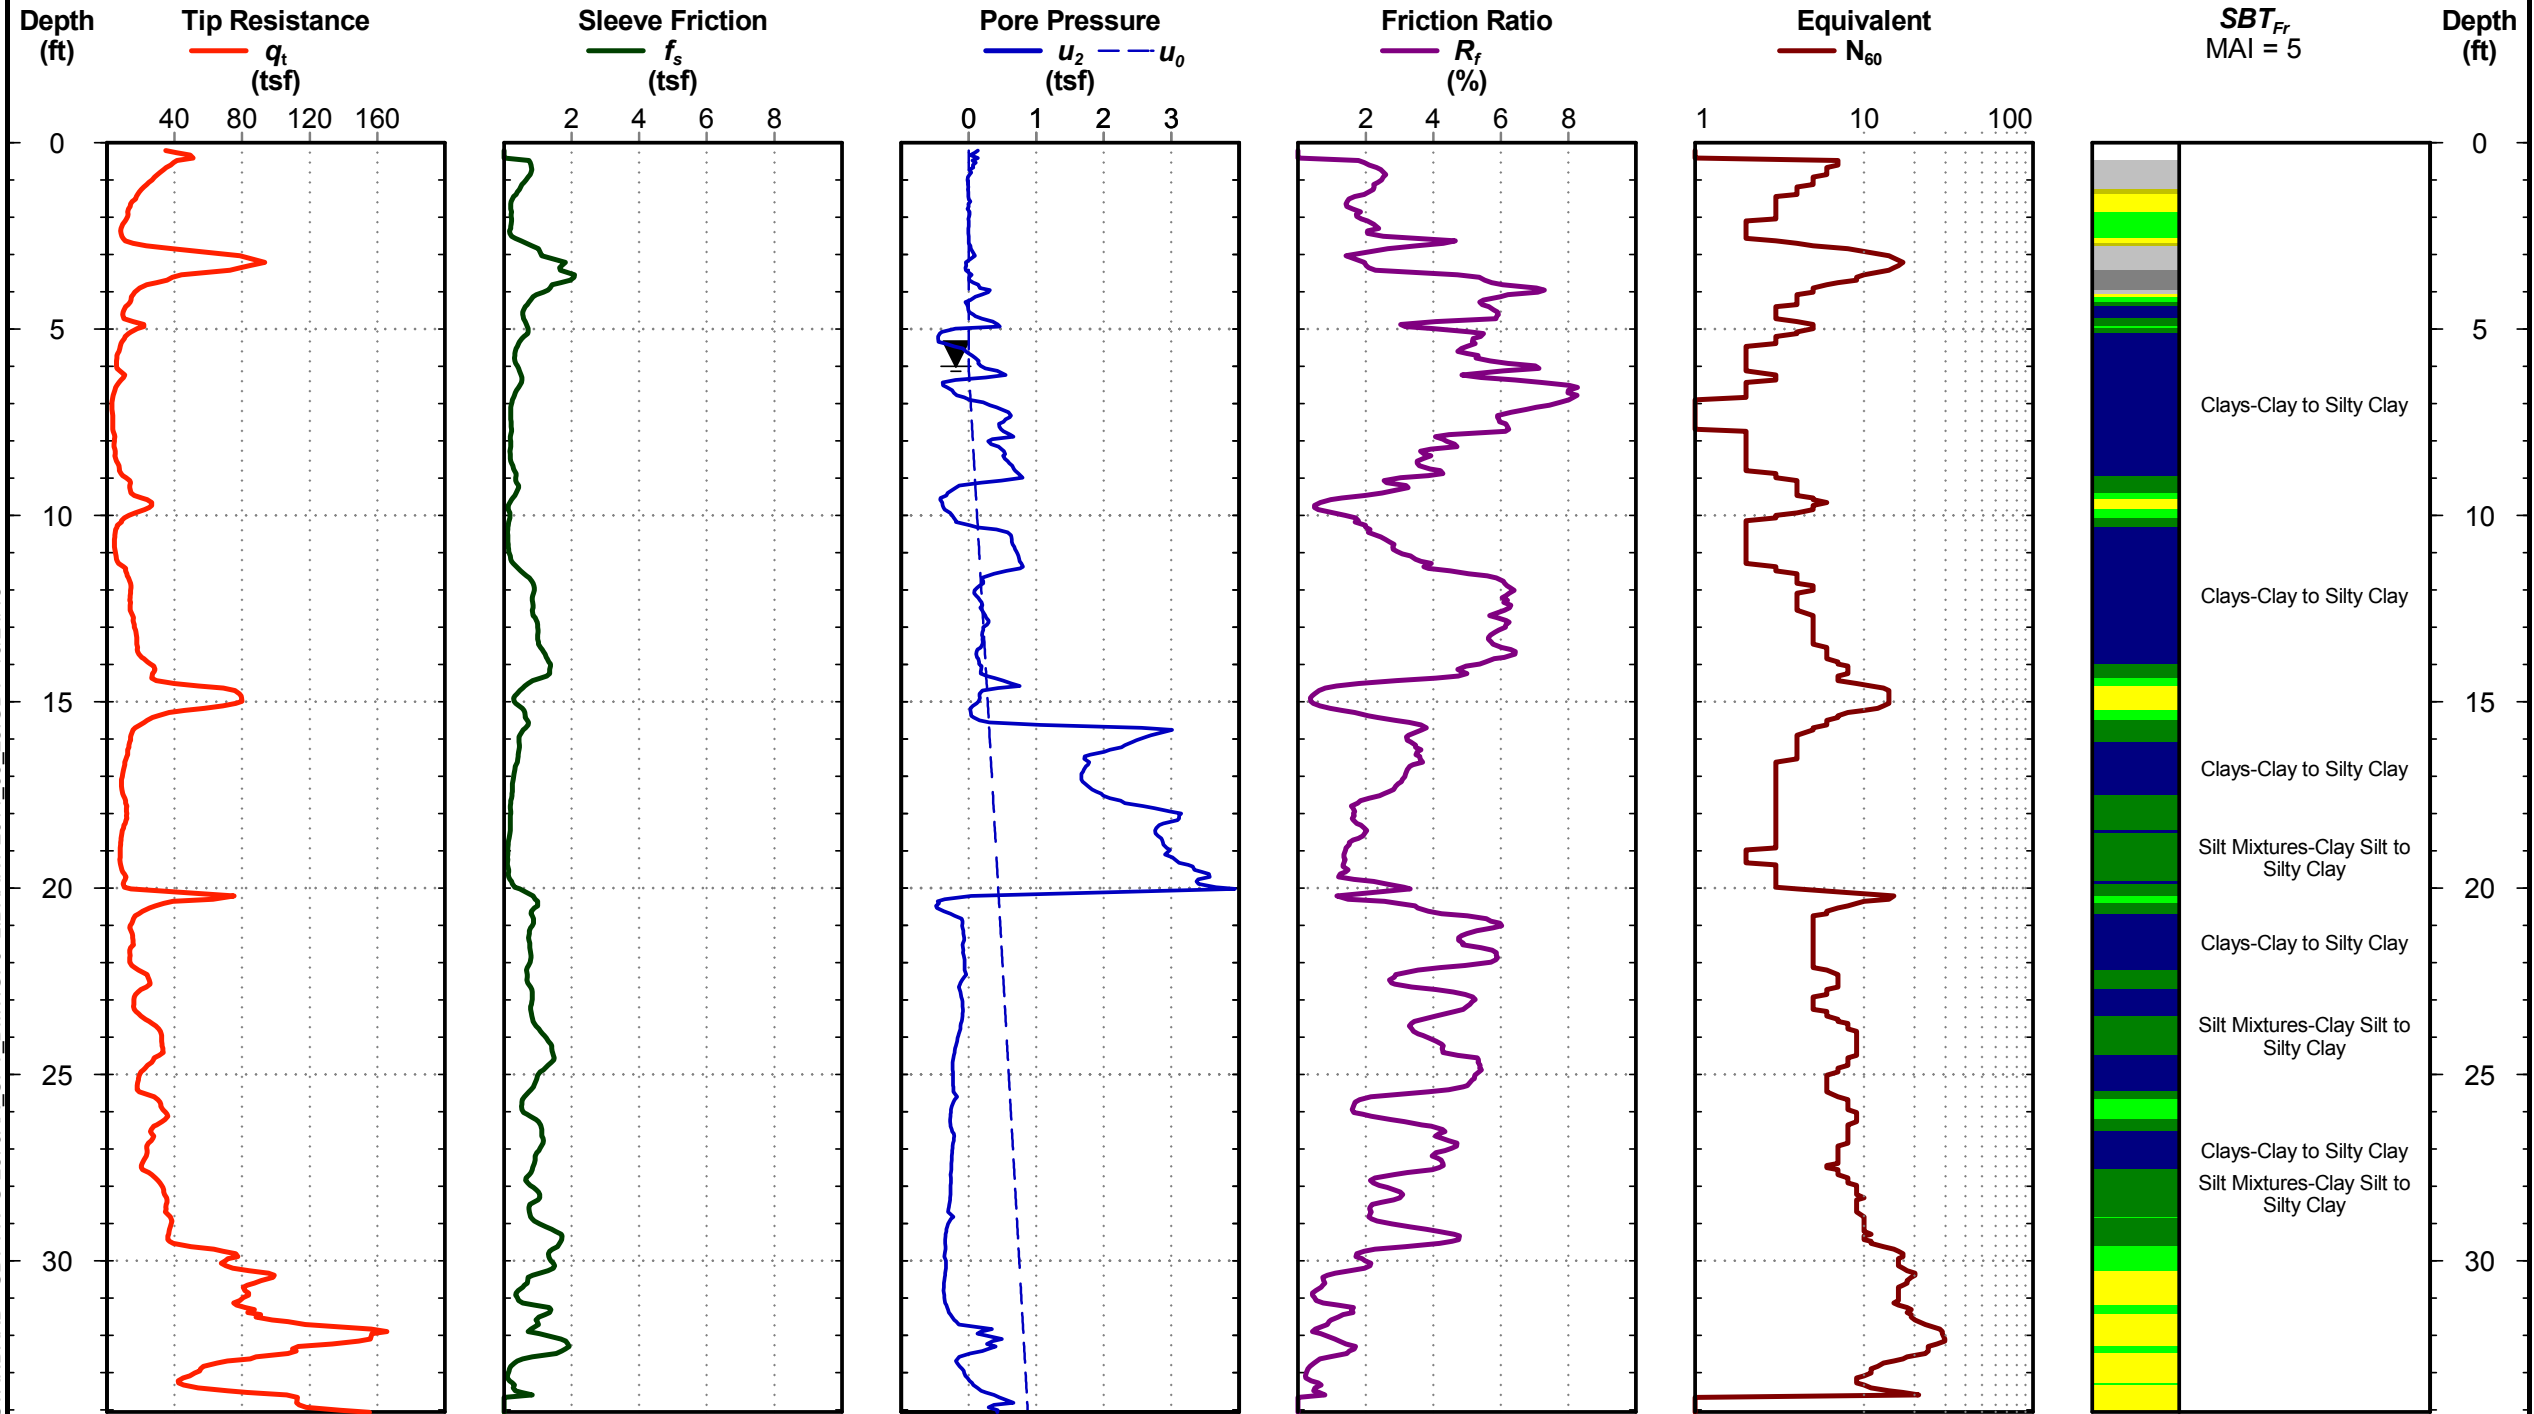 Depth
(ft)
Tip Resistance
qt
(tsf)
Sleeve Friction
fs
(tsf)
Pore Pressure
u2 u0
(tsf)
Friction Ratio
Rf
(%)
Equivalent
N60
SBTFr
MAI = 5
Depth
(ft)
40 80 120 160
2 4 6 8
0 1 2 3
2 4 6 8
1 10 100
0 0
5 5
Clays-Clay to Silty Clay
10 10
Clays-Clay to Silty Clay
15 15
Clays-Clay to Silty Clay
Silt Mixtures-Clay Silt to
Silty Clay
20 20
Clays-Clay to Silty Clay
Silt Mixtures-Clay Silt to
Silty Clay
25 25
Clays-Clay to Silty Clay
Silt Mixtures-Clay Silt to
Silty Clay
30 30